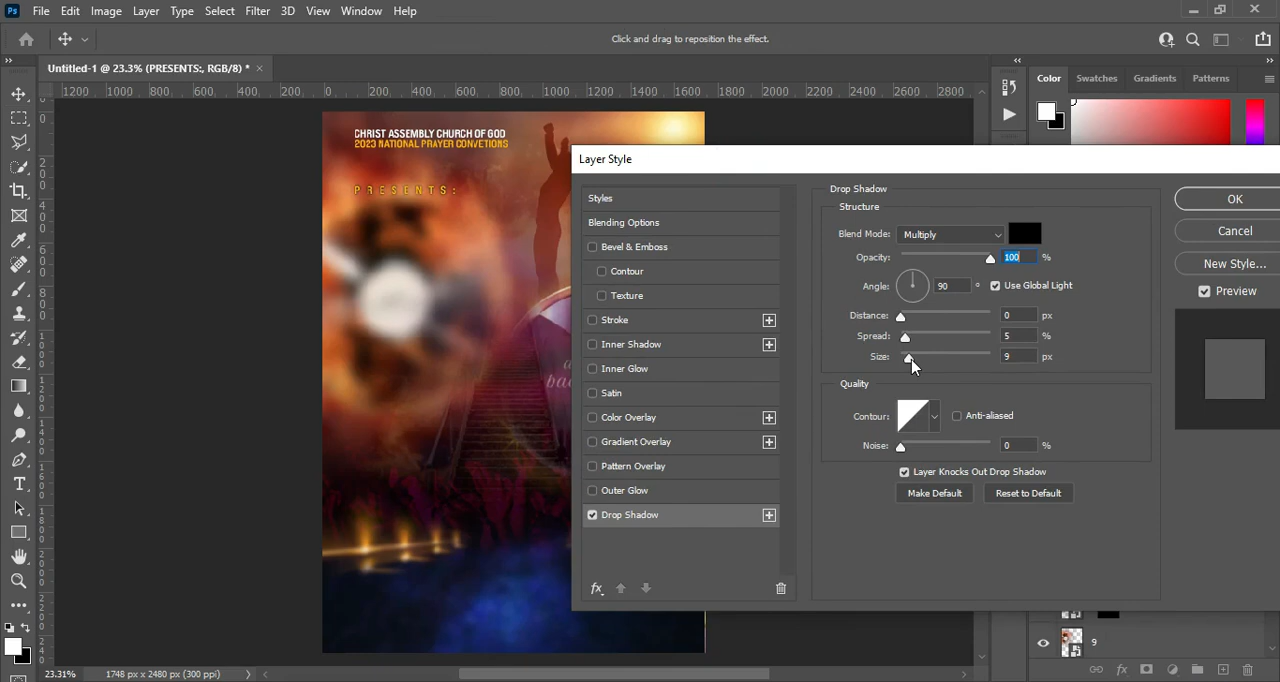 Ps File Edit Image Layer Type Select Filter 3D View Window Help
Click and drag to reposition the effect.
Untitled-1 @ 23.3% (PRESENTS:, RGB/8) * ×
Color Swatches Gradients Patterns
1200 1000 800 600 400 200 0 200 400 600 800 1000 1200 1400 1600 1800 2000 2200 2400 2600 2800
CHRIST ASSEMBLY CHURCH OF GOD
2023 NATIONAL PRAYER CONVETIONS
PRESENTS:
Layer Style
Styles
Blending Options
Bevel & Emboss
Contour
Texture
Stroke
Inner Shadow
Inner Glow
Satin
Color Overlay
Gradient Overlay
Pattern Overlay
Outer Glow
Drop Shadow
fx
Drop Shadow
Structure
Blend Mode: Multiply
Opacity: 100 %
Angle: 90 ° Use Global Light
Distance: 0 px
Spread: 5 %
Size: 9 px
Quality
Contour: Anti-aliased
Noise: 0 %
Layer Knocks Out Drop Shadow
Make Default Reset to Default
OK
Cancel
New Style...
Preview
9
23.31% 1748 px x 2480 px (300 ppi)